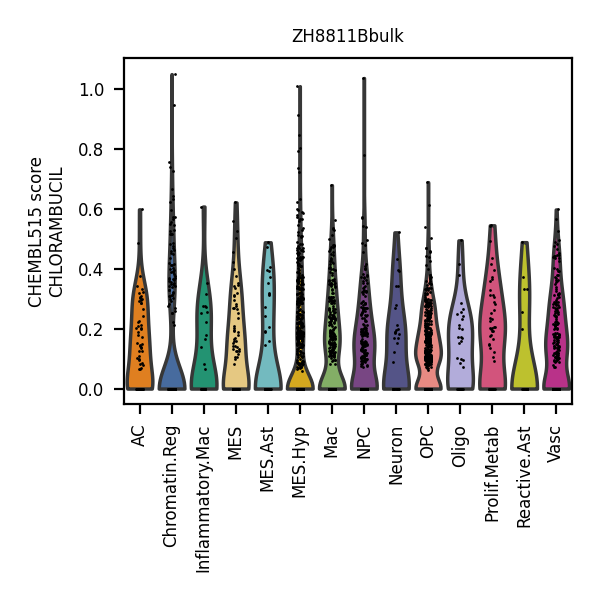 ZH8811Bbulk
CHEMBL515 score
CHLORAMBUCIL
1.0
0.8
0.6
0.4
0.2
0.0
AC
Chromatin.Reg
Inflammatory.Mac
MES
MES.Ast
MES.Hyp
Mac
NPC
Neuron
OPC
Oligo
Prolif.Metab
Reactive.Ast
Vasc